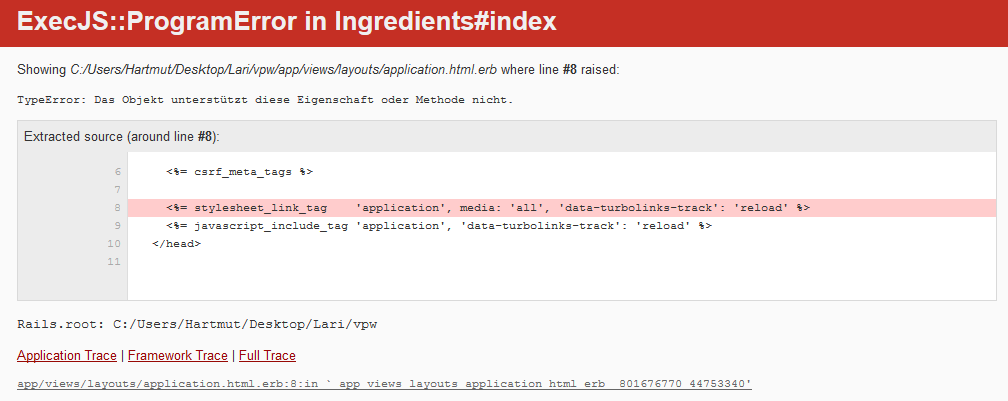 ExecJS::ProgramError in Ingredients#index
Showing C:/Users/Hartmut/Desktop/Lari/vpw/app/views/layouts/application.html.erb where line #8 raised:
TypeError: Das Objekt unterstützt diese Eigenschaft oder Methode nicht.
Extracted source (around line #8):
6 <%= csrf_meta_tags %>
7
8 <%= stylesheet_link_tag 'application', media: 'all', 'data-turbolinks-track': 'reload' %>
9 <%= javascript_include_tag 'application', 'data-turbolinks-track': 'reload' %>
10 </head>
11
Rails.root: C:/Users/Hartmut/Desktop/Lari/vpw
Application Trace | Framework Trace | Full Trace
app/views/layouts/application.html.erb:8:in `_app_views_layouts_application_html_erb__801676770_44753340'